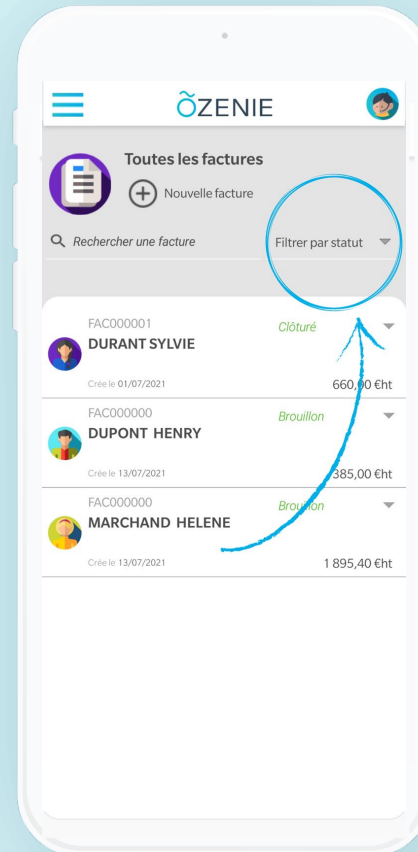 ÕZENIE
Toutes les factures
Nouvelle facture
Rechercher une facture
Filtrer par statut
FAC000001
Clôturé
DURANT SYLVIE
Crée le 01/07/2021
660,00 €ht
FAC000000
Brouillon
DUPONT HENRY
Crée le 13/07/2021
385,00 €ht
FAC000000
Brouillon
MARCHAND HELENE
Crée le 13/07/2021
1 895,40 €ht